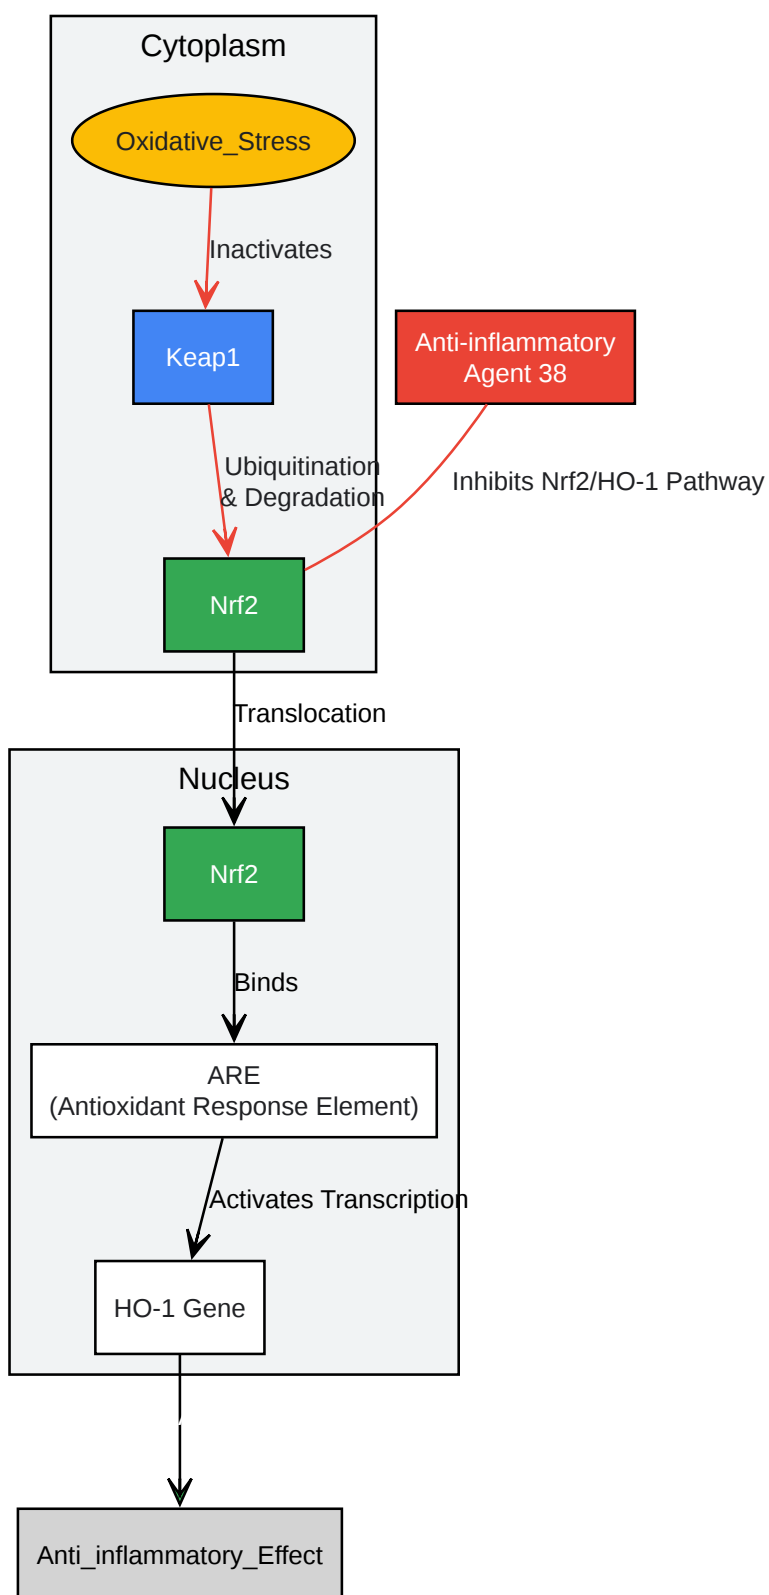 Cytoplasm
Oxidative_Stress
Inactivates
Keap1
Anti-inflammatory
Agent 38
Ubiquitination
& Degradation
Inhibits Nrf2/HO-1 Pathway
Nrf2
Translocation
Nucleus
Nrf2
Binds
ARE
(Antioxidant Response Element)
Activates Transcription
HO-1 Gene
Anti_inflammatory_Effect